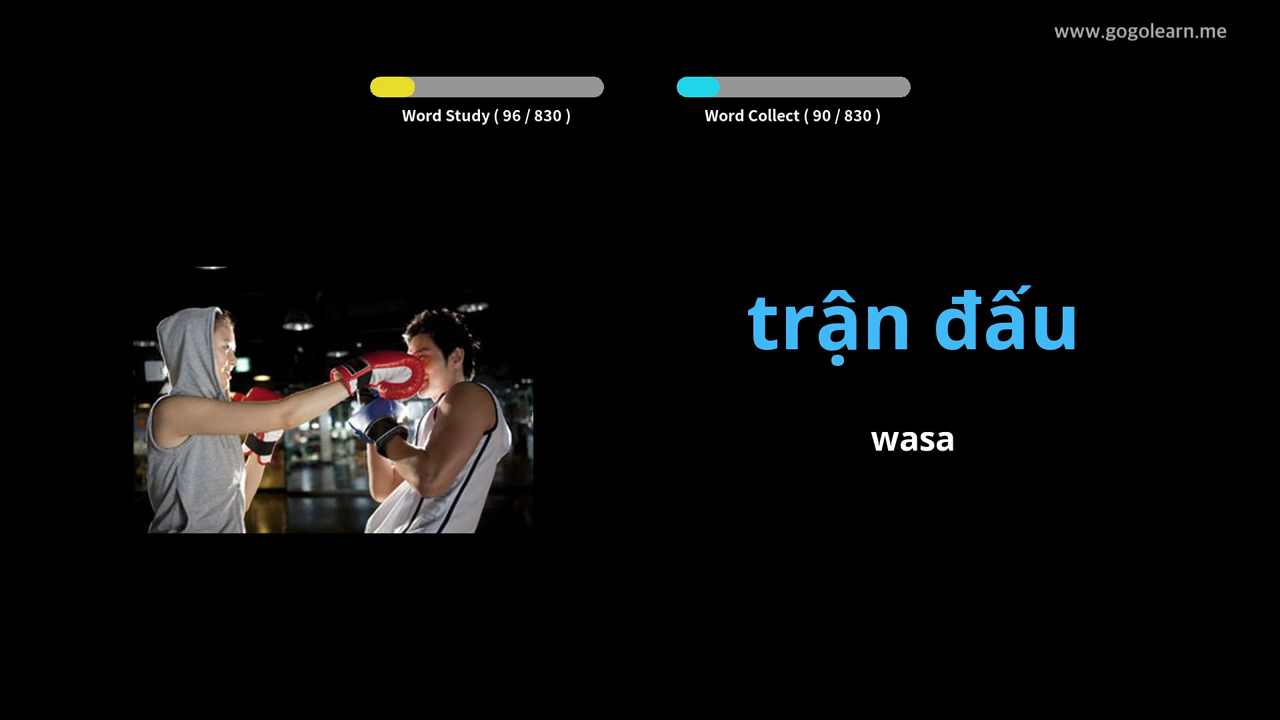 www.gogolearn.me
Word Study ( 96 / 830 )
Word Collect ( 90 / 830 )
trận đấu
wasa